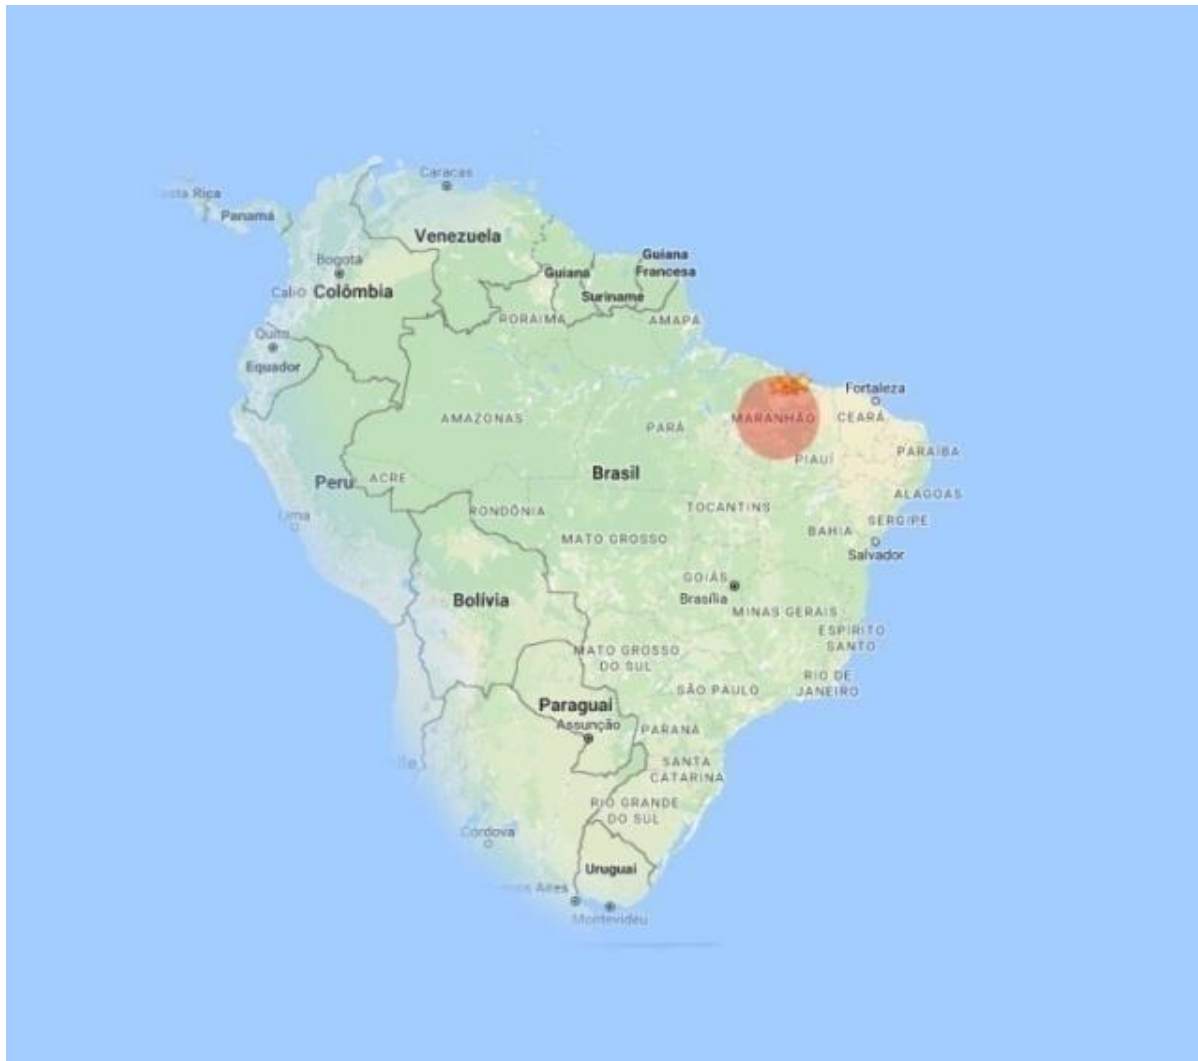 Caracas
Costa Rica
Panamá
Venezuela
Guiana
Francesa
Bogotá
Guiana
Cali
Colômbia
Suriname
RORAIMA
AMAPÁ
Quito
Equador
Fortaleza
AMAZONAS
MARANHÃO
CEARÁ
PARÁ
PARAÍBA
PIAUÍ
Brasil
Peru
ACRE
ALAGOAS
TOCANTINS
RONDÔNIA
Lima
SERGIPE
BAHIA
MATO GROSSO
Salvador
GOIÁS
Brasília
Bolívia
MINAS GERAIS
ESPÍRITO
SANTO
MATO GROSSO
DO SUL
RIO DE
JANEIRO
SÃO PAULO
Paraguai
Assunção
PARANÁ
SANTA
CATARINA
RIO GRANDE
DO SUL
Córdova
Uruguai
Aires
Montevidéu